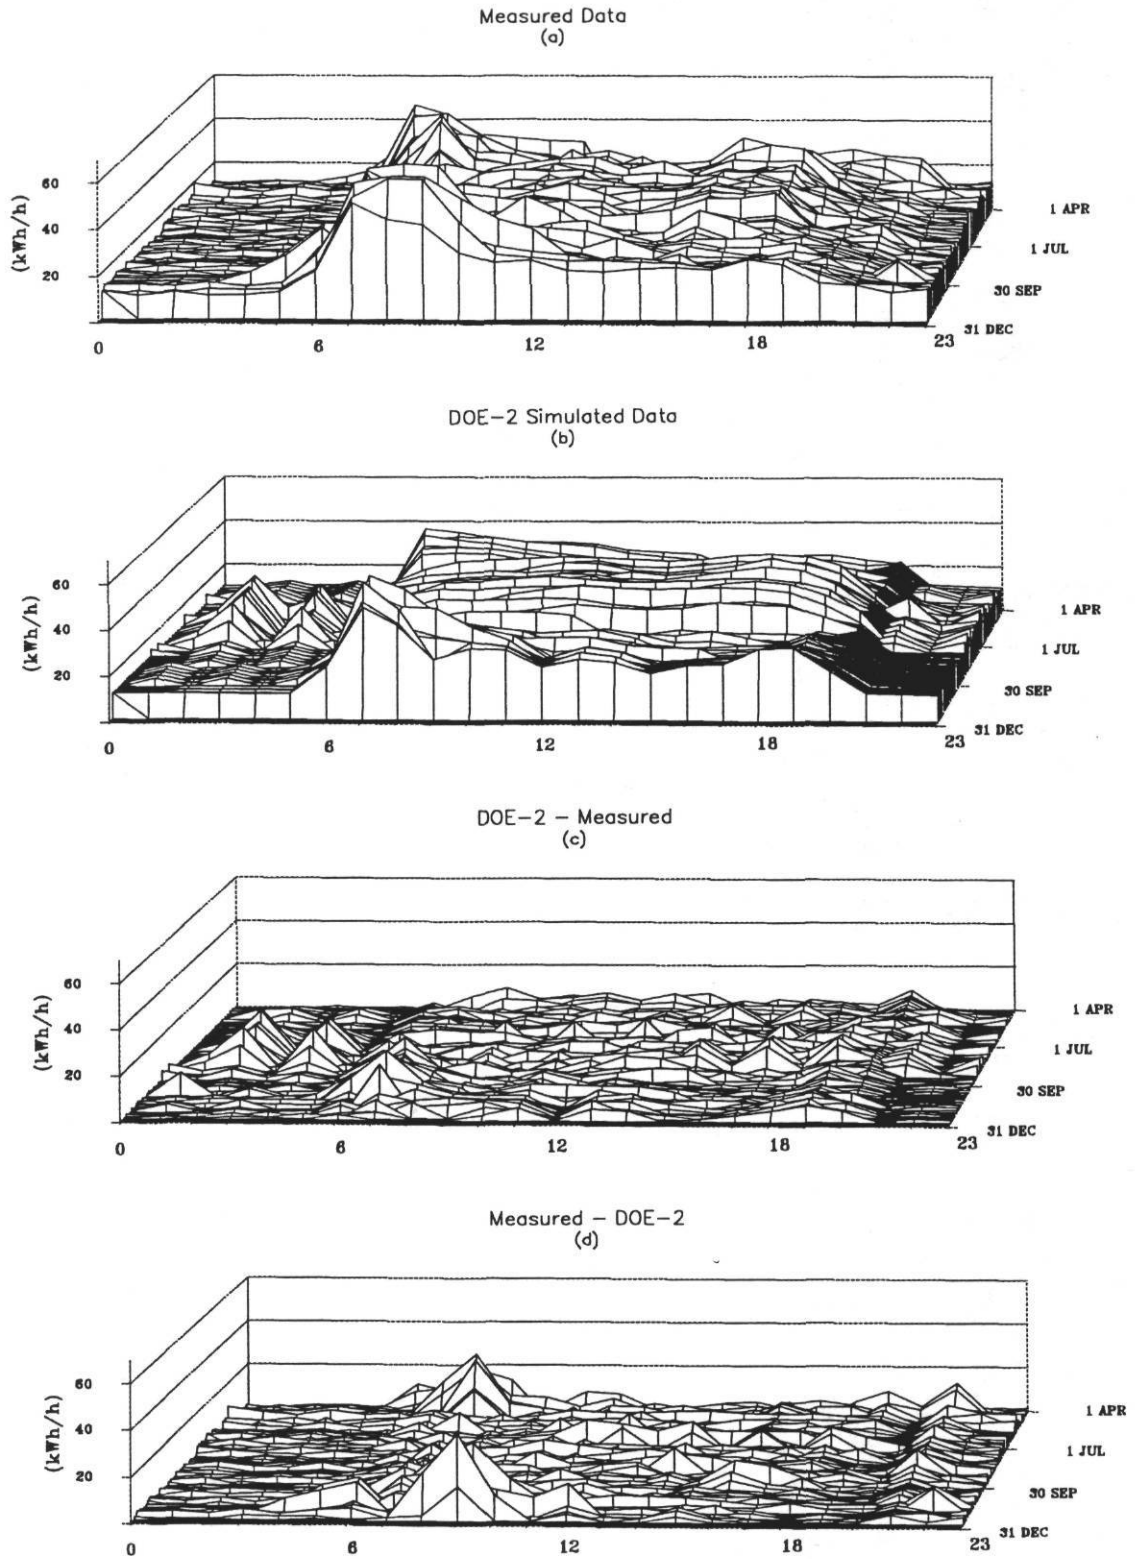 Measured Data
(a)
(kWh/h)
60
40
20
0
6
12
18
23
1 APR
1 JUL
30 SEP
31 DEC
DOE-2 Simulated Data
(b)
(kWh/h)
60
40
20
0
6
12
18
23
1 APR
1 JUL
30 SEP
31 DEC
DOE-2 - Measured
(c)
(kWh/h)
60
40
20
0
6
12
18
23
1 APR
1 JUL
30 SEP
31 DEC
Measured - DOE-2
(d)
(kWh/h)
60
40
20
0
6
12
18
23
1 APR
1 JUL
30 SEP
31 DEC